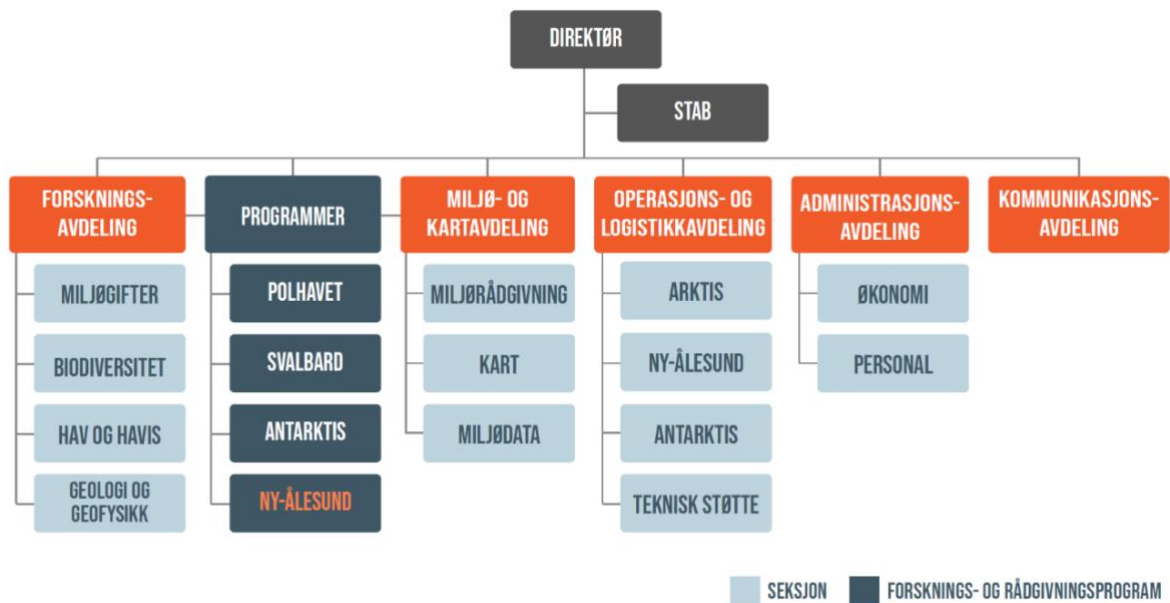 DIREKTØR
STAB
FORSKNINGS-
AVDELING
PROGRAMMER
MILJØ- OG
KARTAVDELING
OPERASJONS- OG
LOGISTIKKAVDELING
ADMINISTRASJONS-
AVDELING
KOMMUNIKASJONS-
AVDELING
MILJØGIFTER
BIODIVERSITET
HAV OG HAVIS
GEOLOGI OG
GEOFYSIKK
POLHAVET
SVALBARD
ANTARKTIS
NY-ÅLESUND
MILJØRÅDGIVNING
KART
MILJØDATA
ARKTIS
NY-ÅLESUND
ANTARKTIS
TEKNISK STØTTE
ØKONOMI
PERSONAL
SEKSJON
FORSKNINGS- OG RÅDGIVNINGSPROGRAM